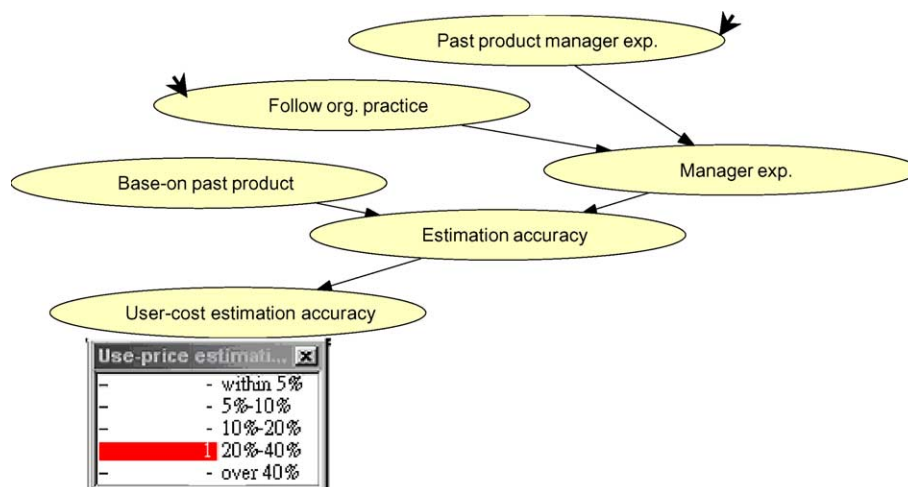 Past product manager exp.
Follow org. practice
Manager exp.
Base-on past product
Estimation accuracy
User-cost estimation accuracy
Use-price estimati...
- - within 5%
- - 5%-10%
- - 10%-20%
1 20%-40%
- - over 40%